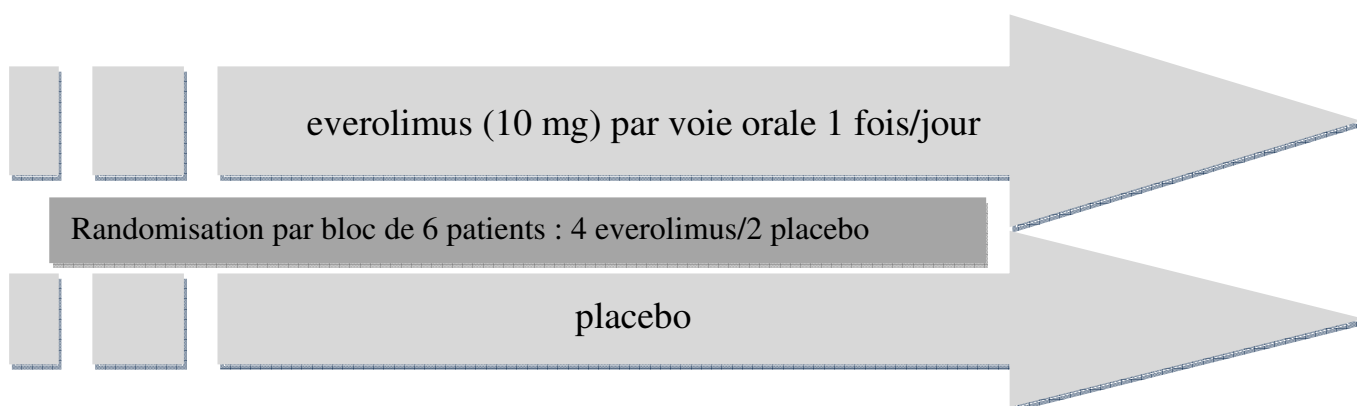 everolimus (10 mg) par voie orale 1 fois/jour
Randomisation par bloc de 6 patients : 4 everolimus/2 placebo
placebo